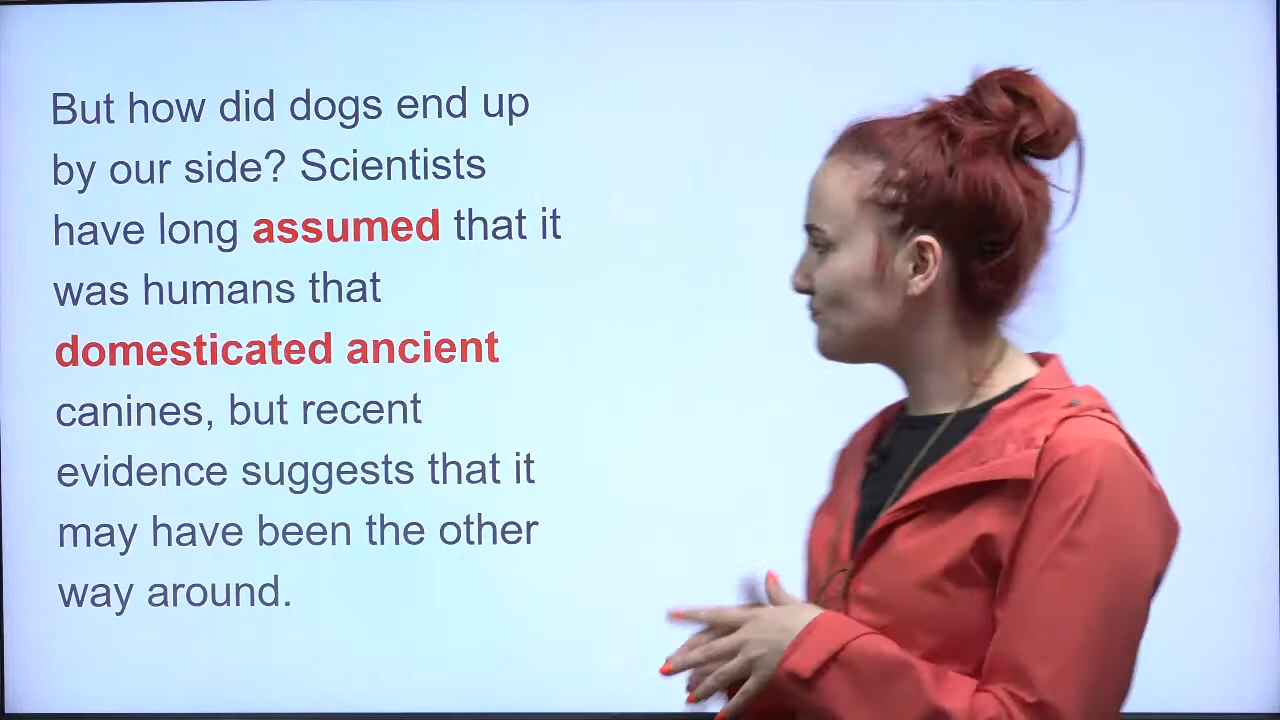 But how did dogs end up
by our side? Scientists
have long assumed that it
was humans that
domesticated ancient
canines, but recent
evidence suggests that it
may have been the other
way around.